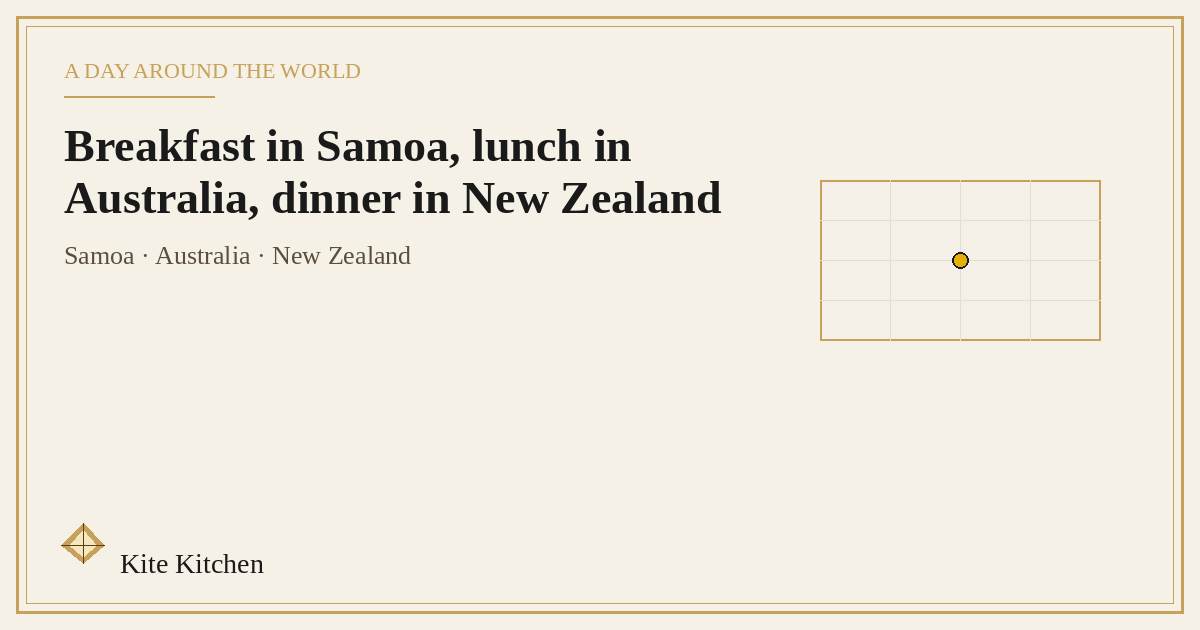 A DAY AROUND THE WORLD
Breakfast in Samoa, lunch in
Australia, dinner in New Zealand
Samoa · Australia · New Zealand
Kite Kitchen